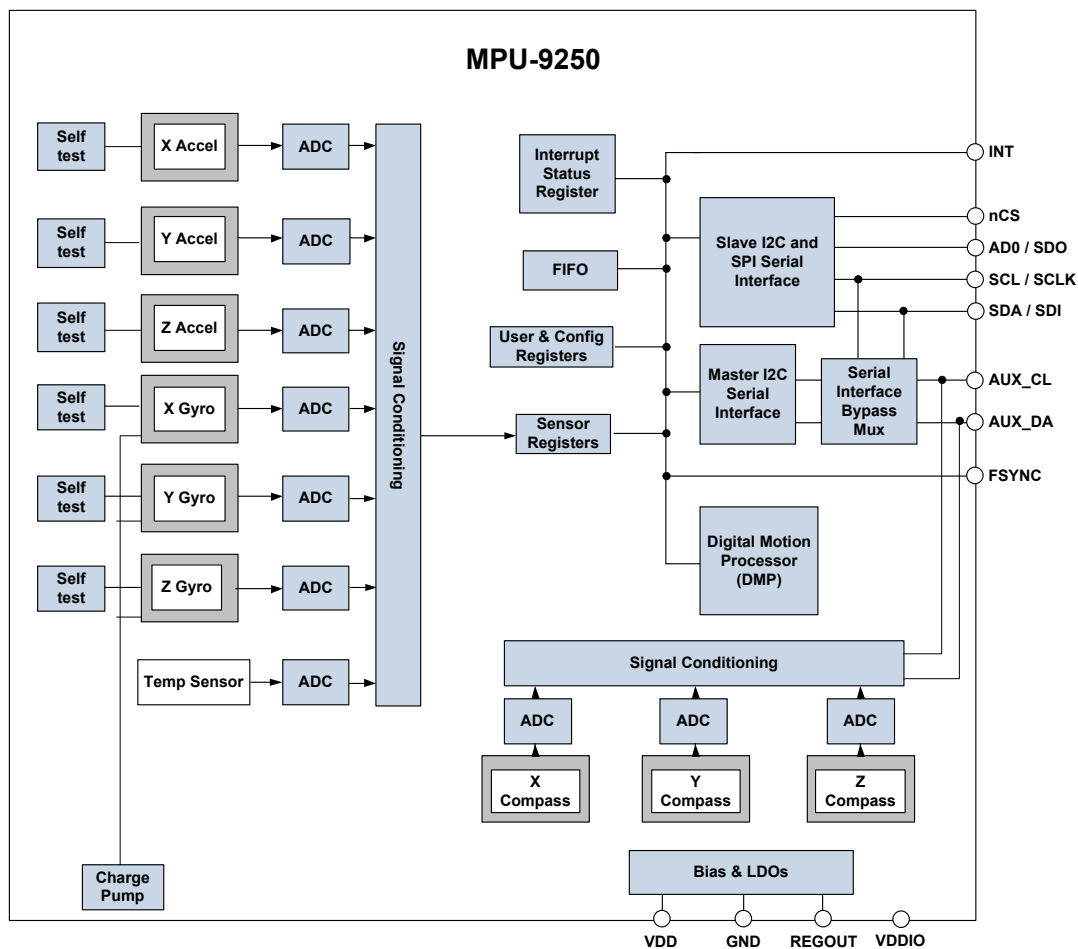 MPU-9250
Self
test
X Accel
ADC
Self
test
Y Accel
ADC
Self
test
Z Accel
ADC
Self
test
X Gyro
ADC
Self
test
Y Gyro
ADC
Self
test
Z Gyro
ADC
Temp Sensor
ADC
Signal Conditioning
Charge
Pump
Interrupt
Status
Register
FIFO
User & Config
Registers
Sensor
Registers
Slave I2C and
SPI Serial
Interface
Master I2C
Serial
Interface
Serial
Interface
Bypass
Mux
Digital Motion
Processor
(DMP)
INT
nCS
AD0 / SDO
SCL / SCLK
SDA / SDI
AUX_CL
AUX_DA
FSYNC
Signal Conditioning
ADC
ADC
ADC
X
Compass
Y
Compass
Z
Compass
Bias & LDOs
VDD
GND
REGOUT
VDDIO